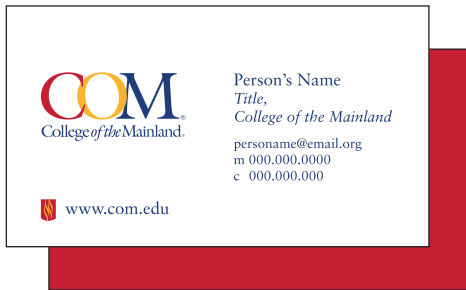 COM®
College of the Mainland®
www.com.edu
Person's Name
Title,
College of the Mainland
personame@email.org
m 000.000.0000
c 000.000.000